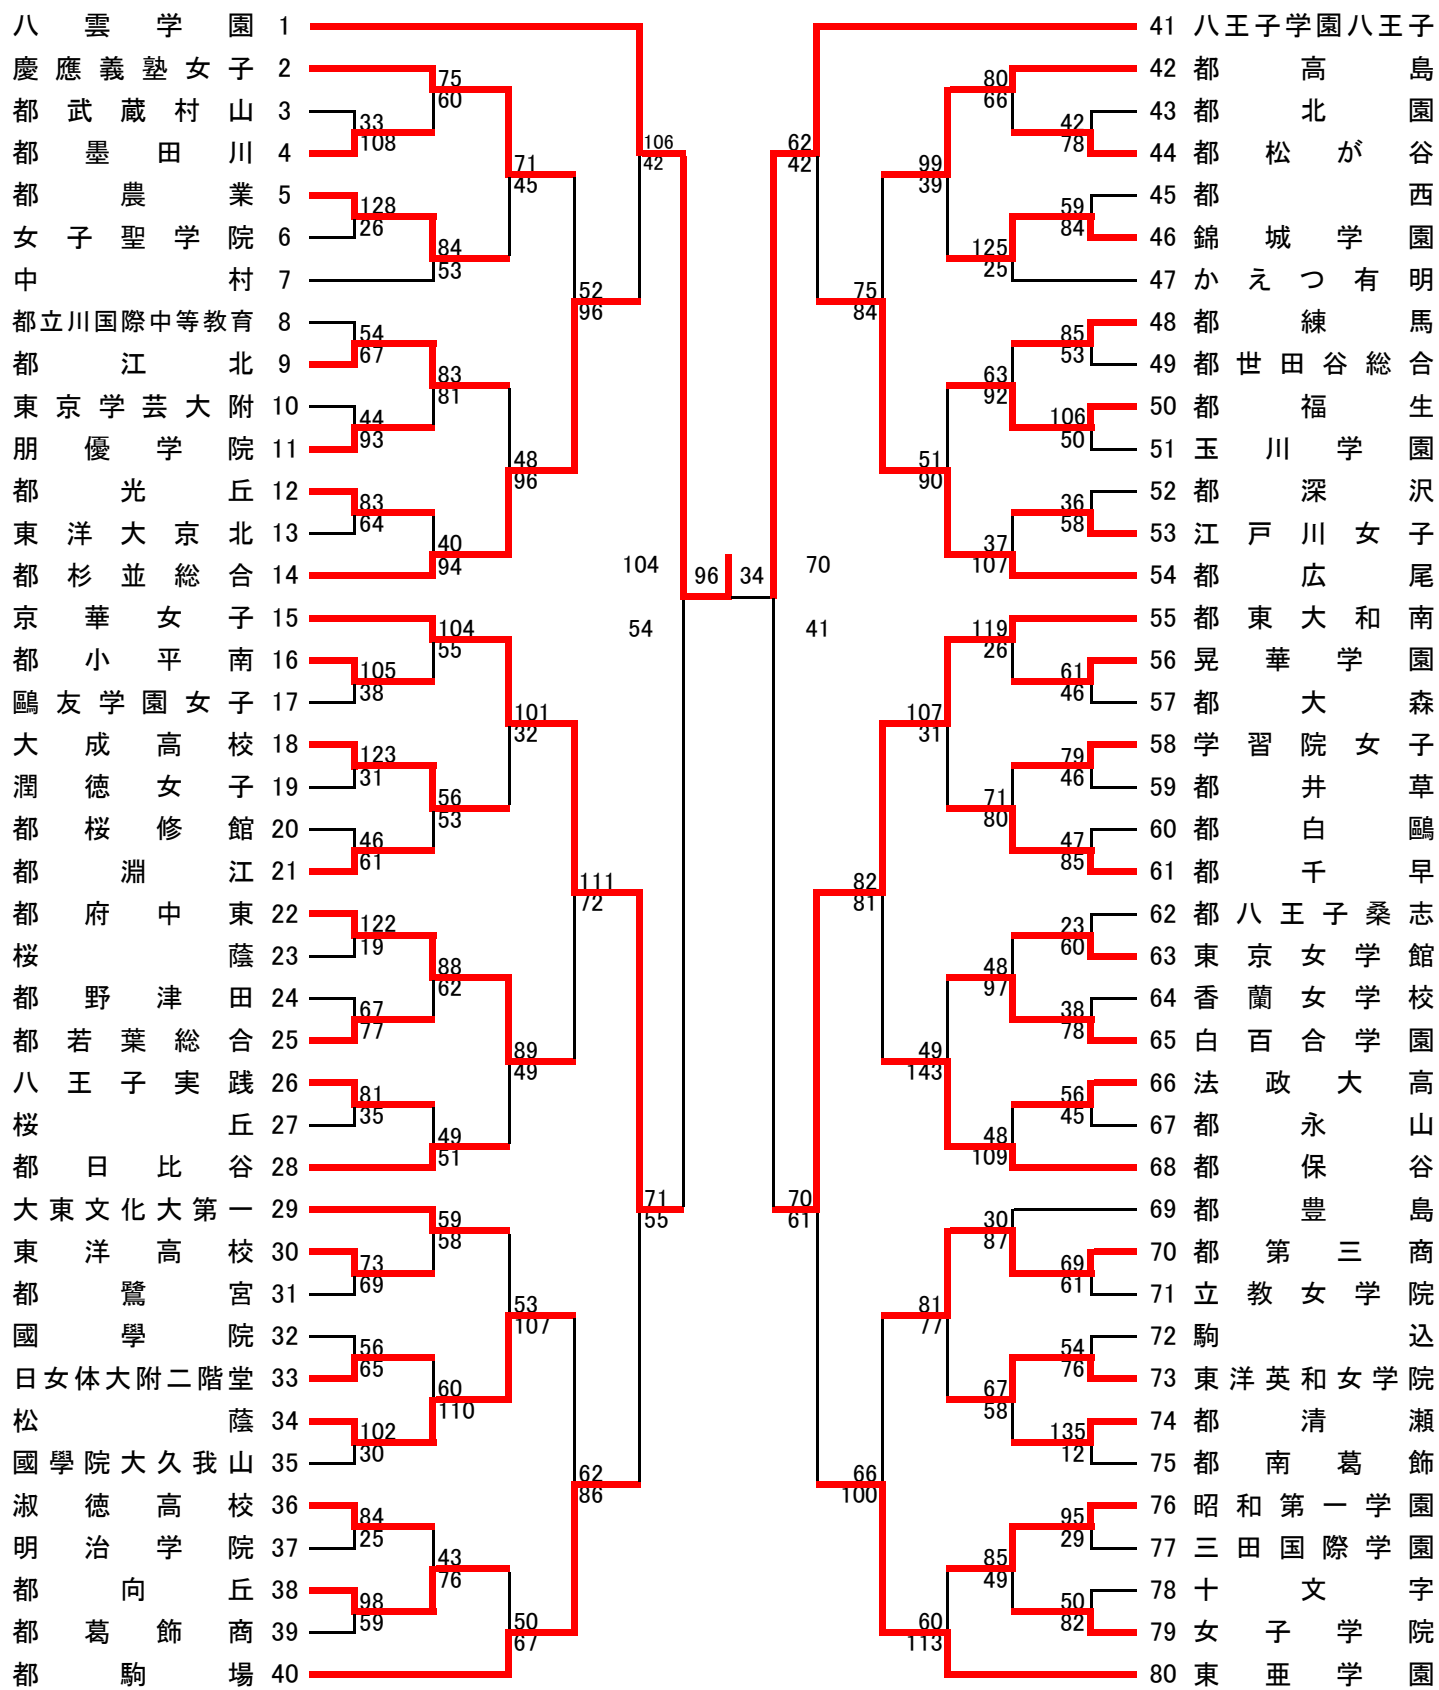 八雲学園 1
慶應義塾女子 2
都武蔵村山 3
都墨田川 4
都農業 5
女子聖学院 6
中村 7
都立川国際中等教育 8
都江北 9
東京学芸大附 10
朋優学院 11
都光丘 12
東洋大京北 13
都杉並総合 14
京華女子 15
都小平南 16
鷗友学園女子 17
大成高校 18
潤徳女子 19
都桜修館 20
都淵江 21
都府中東 22
桜蔭 23
都野津田 24
都若葉総合 25
八王子実践 26
桜丘 27
都日比谷 28
大東文化大第一 29
東洋高校 30
都鷺宮 31
國學院 32
日女体大附二階堂 33
松蔭 34
國學院大久我山 35
淑徳高校 36
明治学院 37
都向丘 38
都葛飾商 39
都駒場 40
33
108
128
26
54
67
44
93
83
64
105
38
123
31
46
61
122
19
67
77
81
35
73
69
56
65
102
30
84
25
98
59
75
60
84
53
83
81
40
94
104
55
56
53
88
62
49
51
59
58
60
110
43
76
71
45
48
96
101
32
89
49
53
107
50
67
52
96
111
72
62
86
106
42
71
55
104
54
96
34
70
41
62
42
70
61
75
84
82
81
66
100
99
39
51
90
107
31
49
143
81
77
60
113
80
66
125
25
63
92
37
107
119
26
71
80
48
97
48
109
30
87
67
58
85
49
42
78
59
84
85
53
106
50
36
58
61
46
79
46
47
85
23
60
38
78
56
45
69
61
54
76
135
12
95
29
50
82
41 八王子学園八王子
42 都高島
43 都北園
44 都松が谷
45 都西
46 錦城学園
47 かえつ有明
48 都練馬
49 都世田谷総合
50 都福生
51 玉川学園
52 都深沢
53 江戸川女子
54 都広尾
55 都東大和南
56 晃華学園
57 都大森
58 学習院女子
59 都井草
60 都白鷗
61 都千早
62 都八王子桑志
63 東京女学館
64 香蘭女学校
65 白百合学園
66 法政大高
67 都永山
68 都保谷
69 都豊島
70 都第三商
71 立教女学院
72 駒込
73 東洋英和女学院
74 都清瀬
75 都南葛飾
76 昭和第一学園
77 三田国際学園
78 十文字
79 女子学院
80 東亜学園